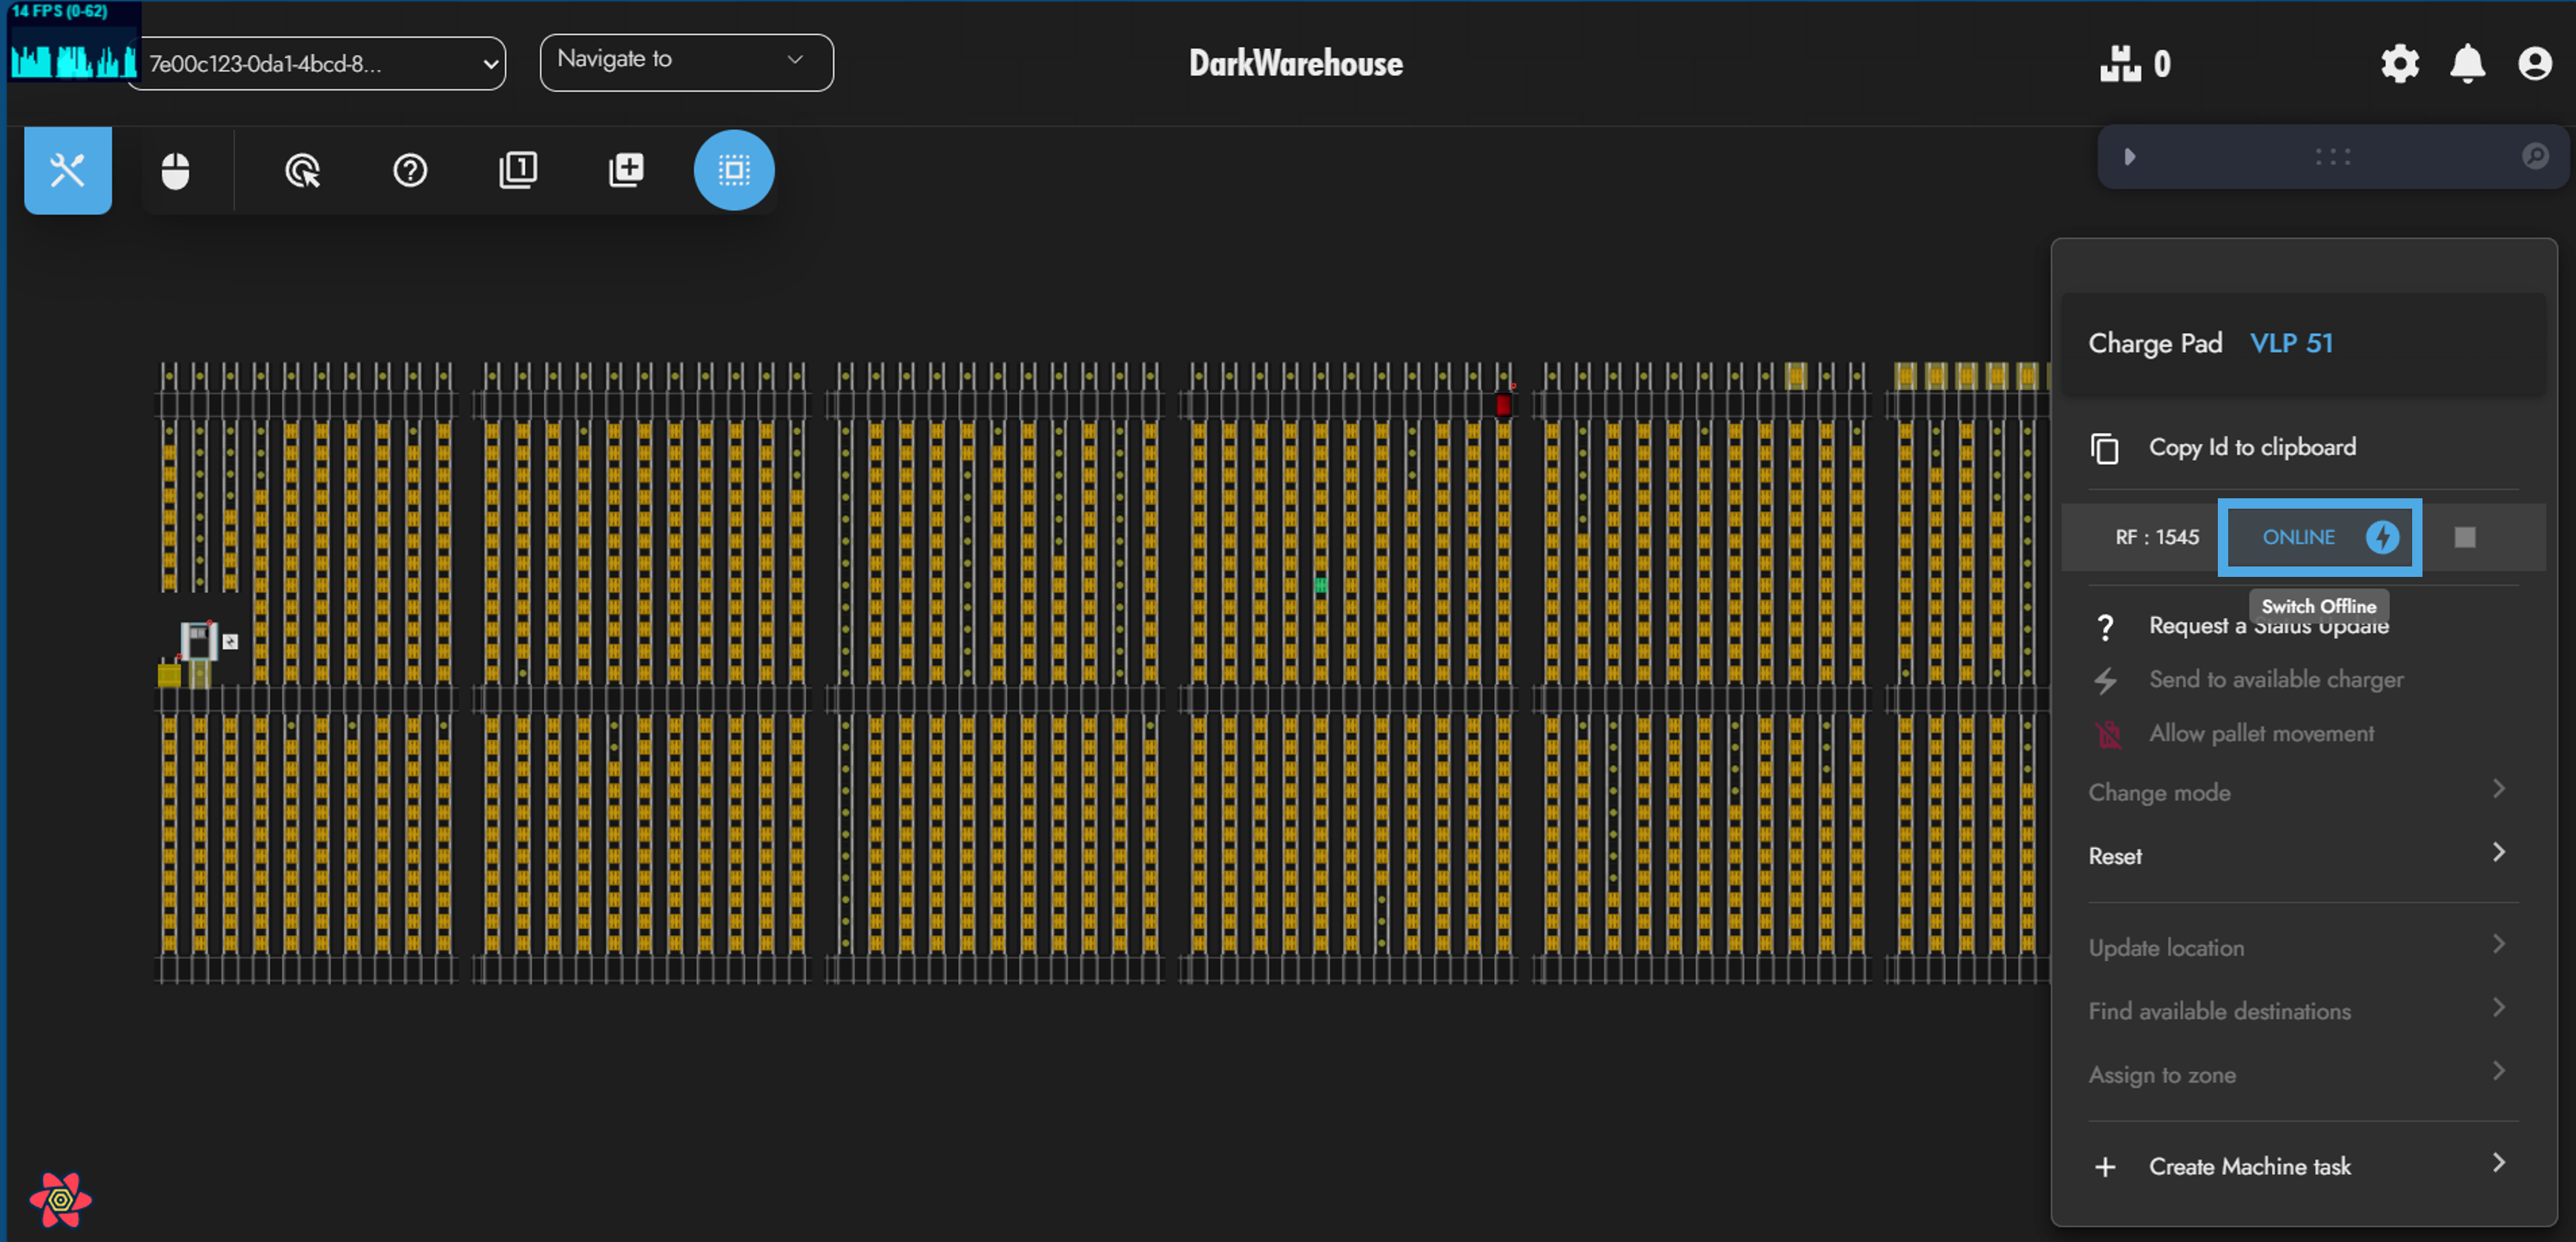 14 FPS (0-62)
7e00c123-0da1-4bcd-8...
Navigate to
DarkWarehouse
0
1
Charge Pad VLP 51
Copy Id to clipboard
RF : 1545
ONLINE
Switch Offline
Request a Status Update
Send to available charger
Allow pallet movement
Change mode
Reset
Update location
Find available destinations
Assign to zone
Create Machine task